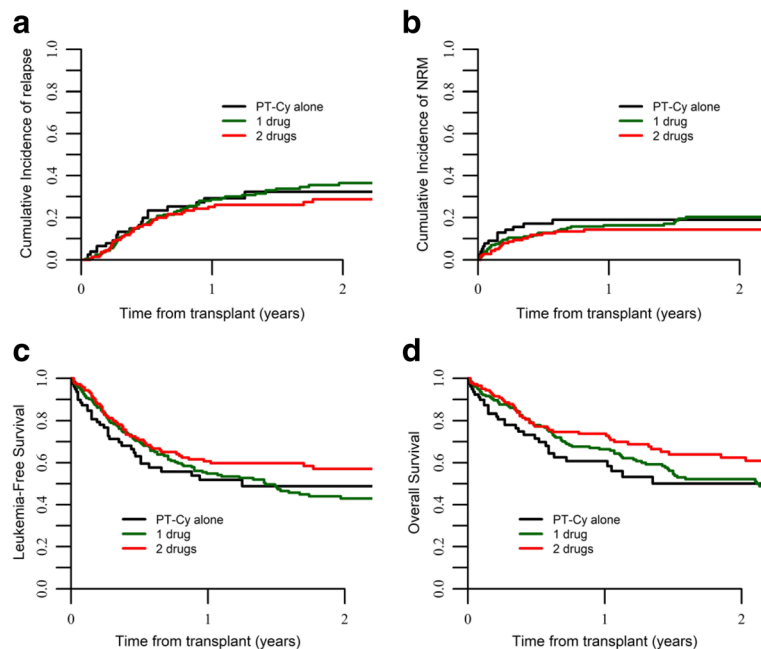 a
Cumulative Incidence of relapse
0.0 0.2 0.4 0.6 0.8 1.0
PT-Cy alone
1 drug
2 drugs
0 1 2
Time from transplant (years)
b
Cumulative Incidence of NRM
0.0 0.2 0.4 0.6 0.8 1.0
PT-Cy alone
1 drug
2 drugs
0 1 2
Time from transplant (years)
c
Leukemia-Free Survival
0.0 0.2 0.4 0.6 0.8 1.0
PT-Cy alone
1 drug
2 drugs
0 1 2
Time from transplant (years)
d
Overall Survival
0.0 0.2 0.4 0.6 0.8 1.0
PT-Cy alone
1 drug
2 drugs
0 1 2
Time from transplant (years)